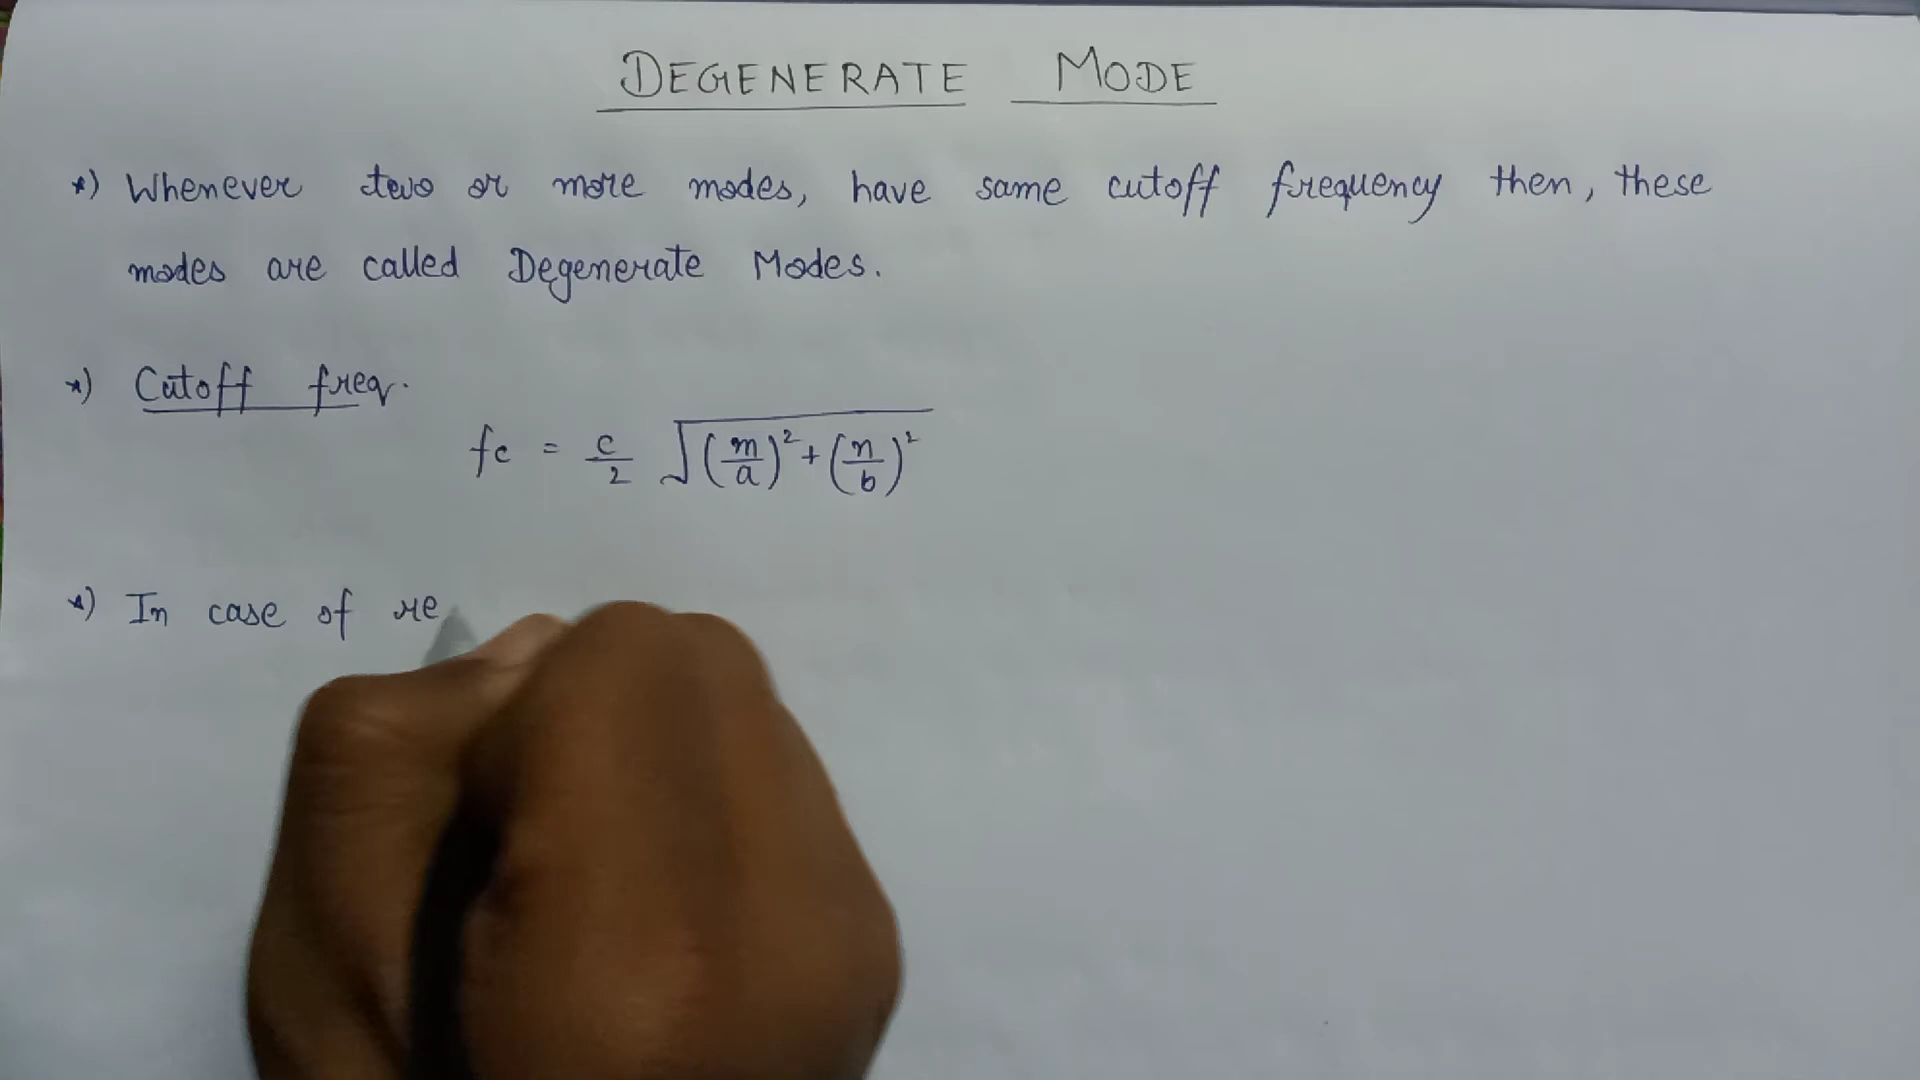 DEGENERATE MODE
*) Whenever two or more modes, have same cutoff frequency then, these
modes are called Degenerate Modes.
*) Cutoff freq.
fc = c/2 √((m/a)² + (n/b)²)
*) In case of re